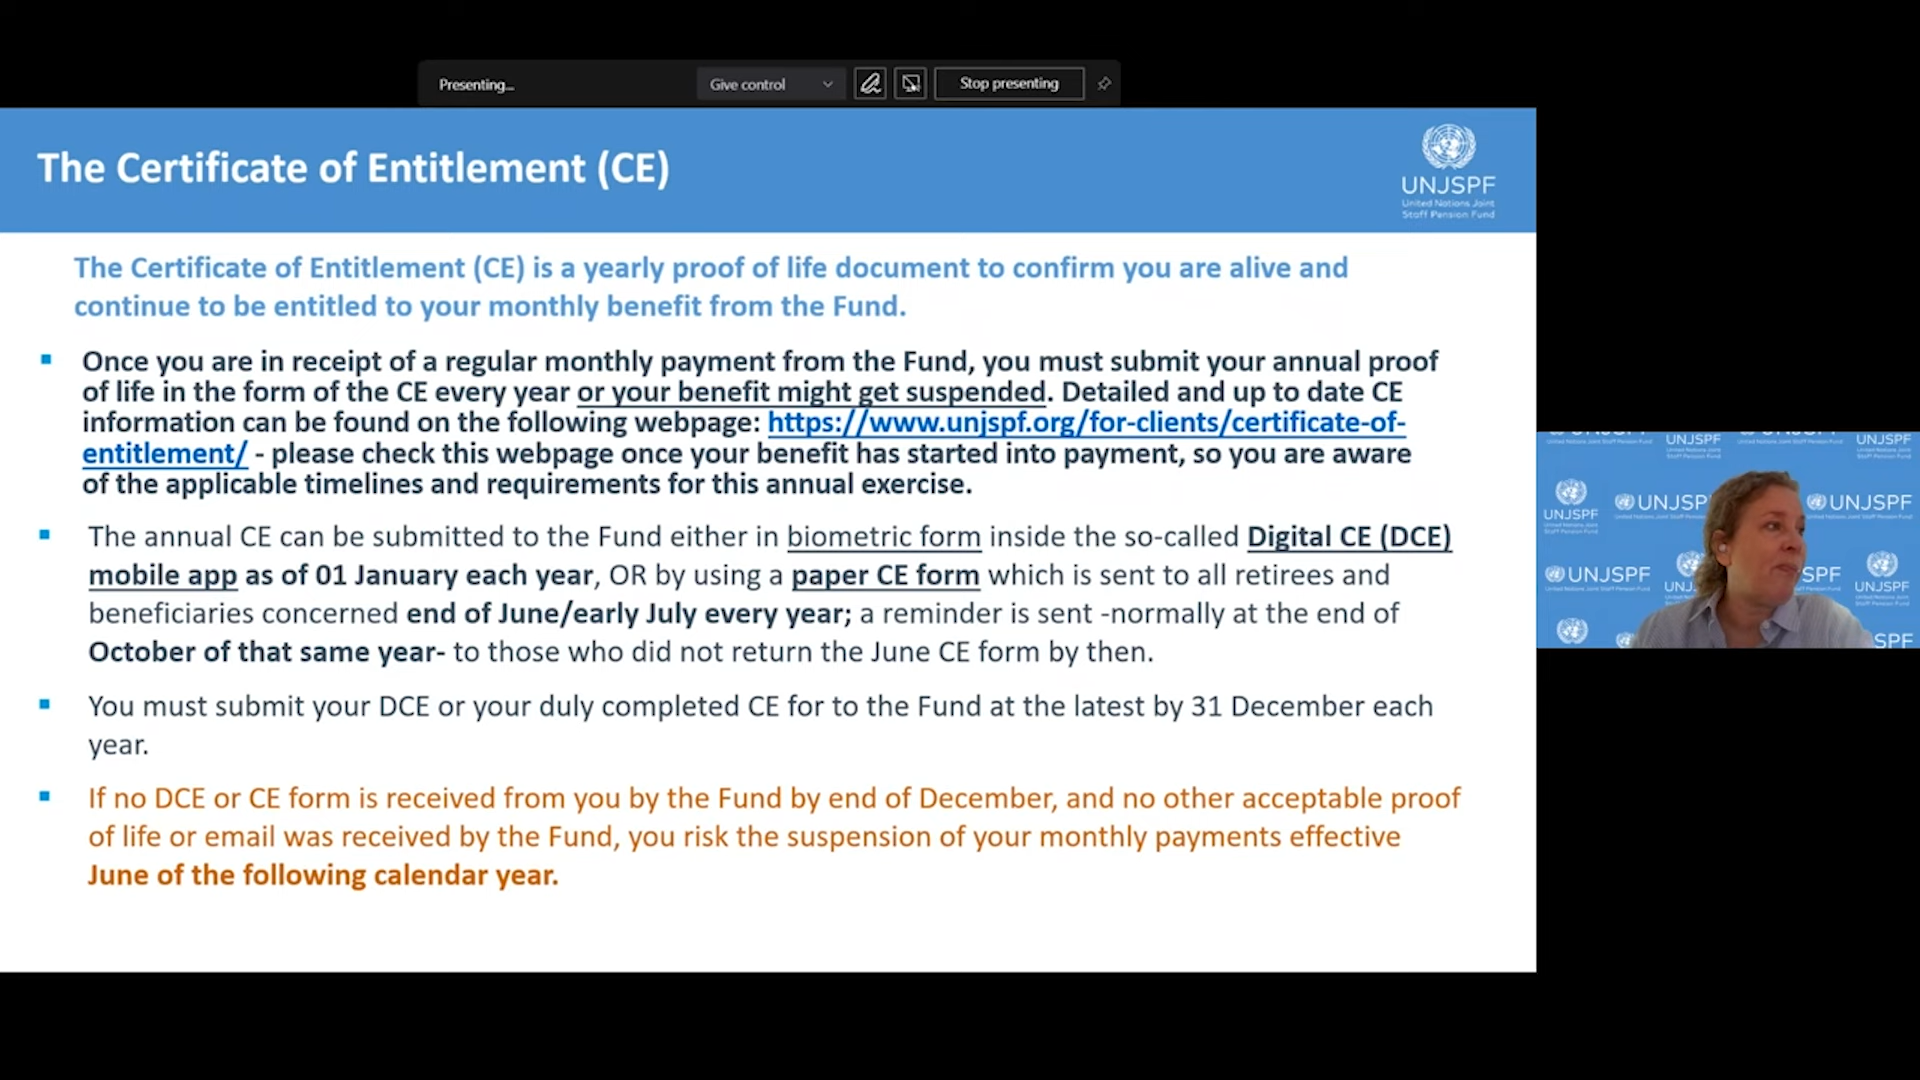 Presenting...
Give control
Stop presenting
The Certificate of Entitlement (CE)
UNJSPF
United Nations Joint
Staff Pension Fund
The Certificate of Entitlement (CE) is a yearly proof of life document to confirm you are alive and
continue to be entitled to your monthly benefit from the Fund.
Once you are in receipt of a regular monthly payment from the Fund, you must submit your annual proof
of life in the form of the CE every year or your benefit might get suspended. Detailed and up to date CE
information can be found on the following webpage: https://www.unjspf.org/for-clients/certificate-of-
entitlement/ - please check this webpage once your benefit has started into payment, so you are aware
of the applicable timelines and requirements for this annual exercise.
The annual CE can be submitted to the Fund either in biometric form inside the so-called Digital CE (DCE)
mobile app as of 01 January each year, OR by using a paper CE form which is sent to all retirees and
beneficiaries concerned end of June/early July every year; a reminder is sent -normally at the end of
October of that same year- to those who did not return the June CE form by then.
You must submit your DCE or your duly completed CE for to the Fund at the latest by 31 December each
year.
If no DCE or CE form is received from you by the Fund by end of December, and no other acceptable proof
of life or email was received by the Fund, you risk the suspension of your monthly payments effective
June of the following calendar year.
UNJSPF UNJSPF
UNJSPF UNJSP UNJSPF
UNJSPF UNJ SPF UNJSPF
SPF